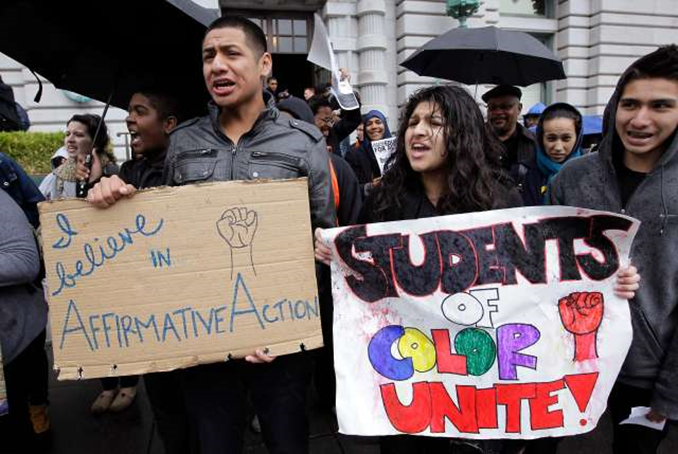 I
believe
IN
AFFIRMATIVE ACTION
STUDENTS
OF
COLOR
UNITE!